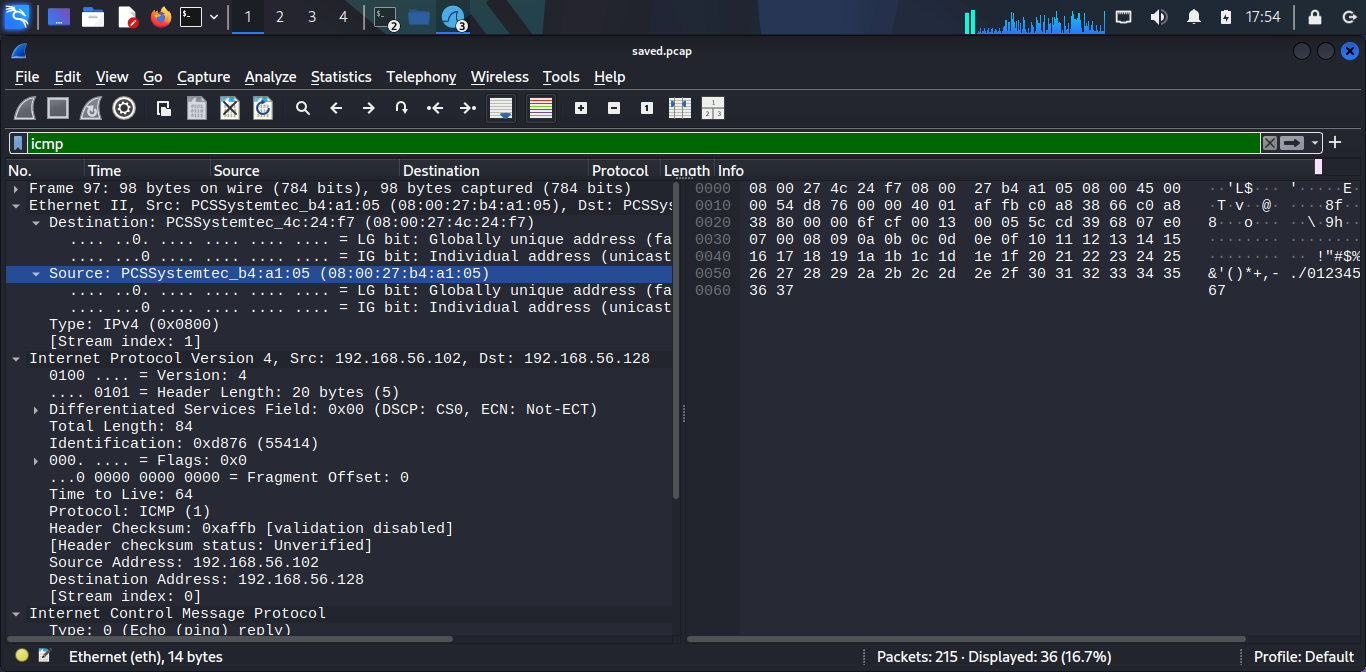 1 2 3 4 2 3 17:54
saved.pcap
File Edit View Go Capture Analyze Statistics Telephony Wireless Tools Help
icmp
No. Time Source Destination Protocol Length Info
Frame 97: 98 bytes on wire (784 bits), 98 bytes captured (784 bits)
Ethernet II, Src: PCSSystemtec_b4:a1:05 (08:00:27:b4:a1:05), Dst: PCSSys
Destination: PCSSystemtec_4c:24:f7 (08:00:27:4c:24:f7)
.... ..0. .... .... .... .... = LG bit: Globally unique address (fa
.... ...0 .... .... .... .... = IG bit: Individual address (unicast
Source: PCSSystemtec_b4:a1:05 (08:00:27:b4:a1:05)
.... ..0. .... .... .... .... = LG bit: Globally unique address (fa
.... ...0 .... .... .... .... = IG bit: Individual address (unicast
Type: IPv4 (0x0800)
[Stream index: 1]
Internet Protocol Version 4, Src: 192.168.56.102, Dst: 192.168.56.128
0100 .... = Version: 4
.... 0101 = Header Length: 20 bytes (5)
Differentiated Services Field: 0x00 (DSCP: CS0, ECN: Not-ECT)
Total Length: 84
Identification: 0xd876 (55414)
000. .... = Flags: 0x0
...0 0000 0000 0000 = Fragment Offset: 0
Time to Live: 64
Protocol: ICMP (1)
Header Checksum: 0xaffb [validation disabled]
[Header checksum status: Unverified]
Source Address: 192.168.56.102
Destination Address: 192.168.56.128
[Stream index: 0]
Internet Control Message Protocol
Type: 0 (Echo (ping) reply)
0000 08 00 27 4c 24 f7 08 00 27 b4 a1 05 08 00 45 00 ··'L$··· '·····E·
0010 00 54 d8 76 00 00 40 01 af fb c0 a8 38 66 c0 a8 ·T·v··@· ····8f··
0020 38 80 00 00 6f cf 00 13 00 05 5c cd 39 68 07 e0 8···o··· ··\·9h··
0030 07 00 08 09 0a 0b 0c 0d 0e 0f 10 11 12 13 14 15 ········ ········
0040 16 17 18 19 1a 1b 1c 1d 1e 1f 20 21 22 23 24 25 ········ ·· !"#$%
0050 26 27 28 29 2a 2b 2c 2d 2e 2f 30 31 32 33 34 35 &'()*+,- ./012345
0060 36 37 67
Ethernet (eth), 14 bytes Packets: 215 · Displayed: 36 (16.7%) Profile: Default